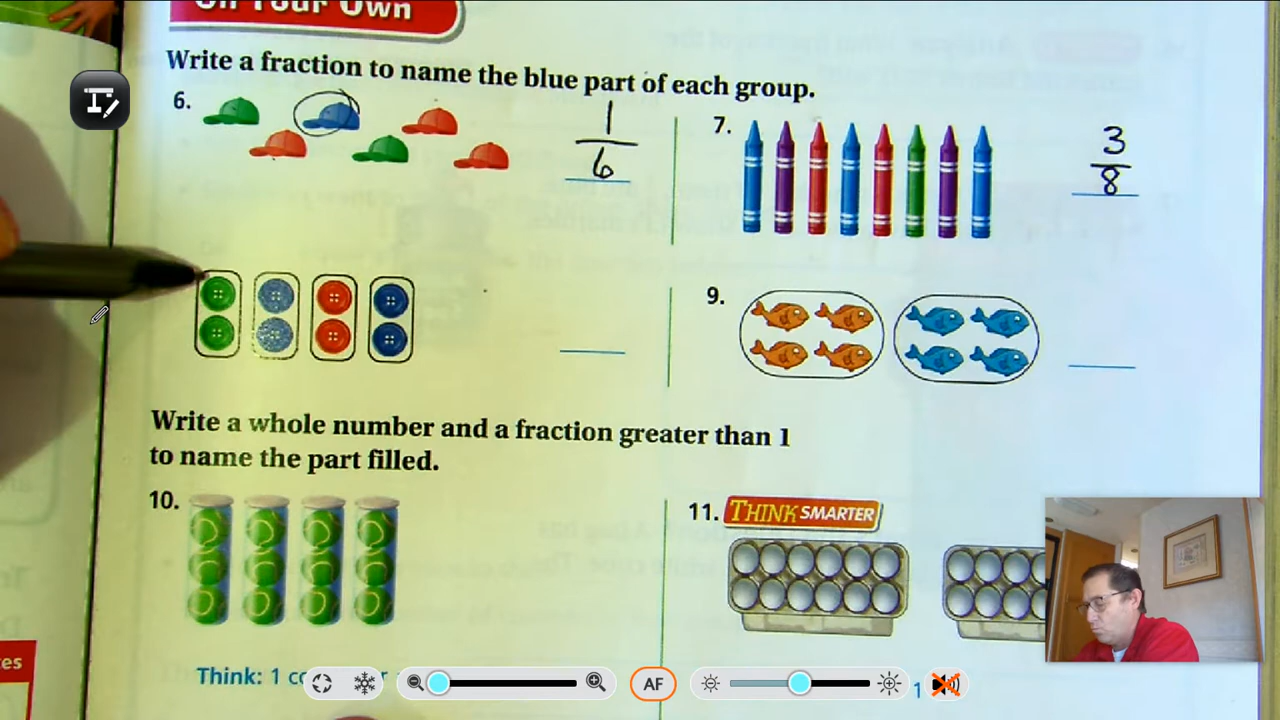 On Your Own
Write a fraction to name the blue part of each group.
6.
1
6
7.
3
8
9.
Write a whole number and a fraction greater than 1
to name the part filled.
10.
11. THINK SMARTER
Think: 1
AF
1